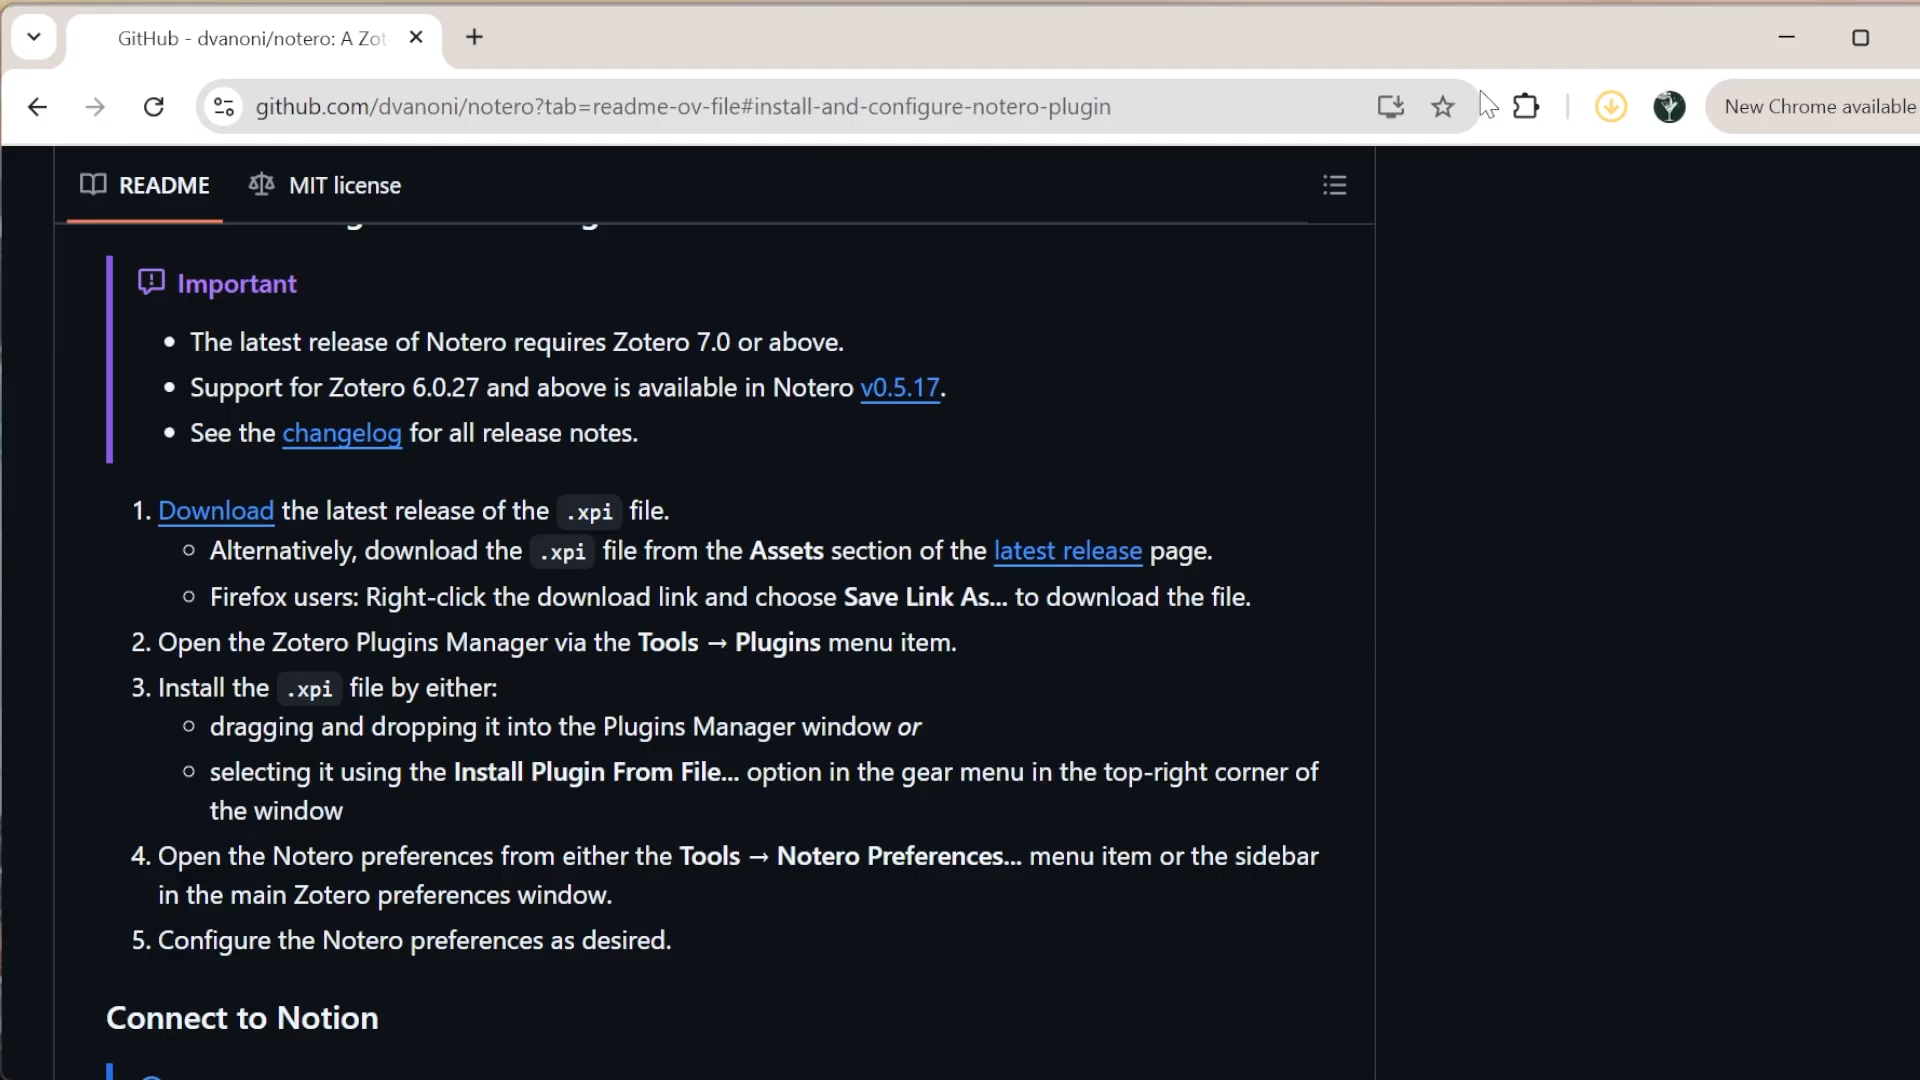 GitHub - dvanoni/notero: A Zot
github.com/dvanoni/notero?tab=readme-ov-file#install-and-configure-notero-plugin
New Chrome available
README
MIT license
Important
• The latest release of Notero requires Zotero 7.0 or above.
• Support for Zotero 6.0.27 and above is available in Notero v0.5.17.
• See the changelog for all release notes.
1. Download the latest release of the .xpi file.
○ Alternatively, download the .xpi file from the Assets section of the latest release page.
○ Firefox users: Right-click the download link and choose Save Link As... to download the file.
2. Open the Zotero Plugins Manager via the Tools → Plugins menu item.
3. Install the .xpi file by either:
○ dragging and dropping it into the Plugins Manager window or
○ selecting it using the Install Plugin From File... option in the gear menu in the top-right corner of
the window
4. Open the Notero preferences from either the Tools → Notero Preferences... menu item or the sidebar
in the main Zotero preferences window.
5. Configure the Notero preferences as desired.
Connect to Notion